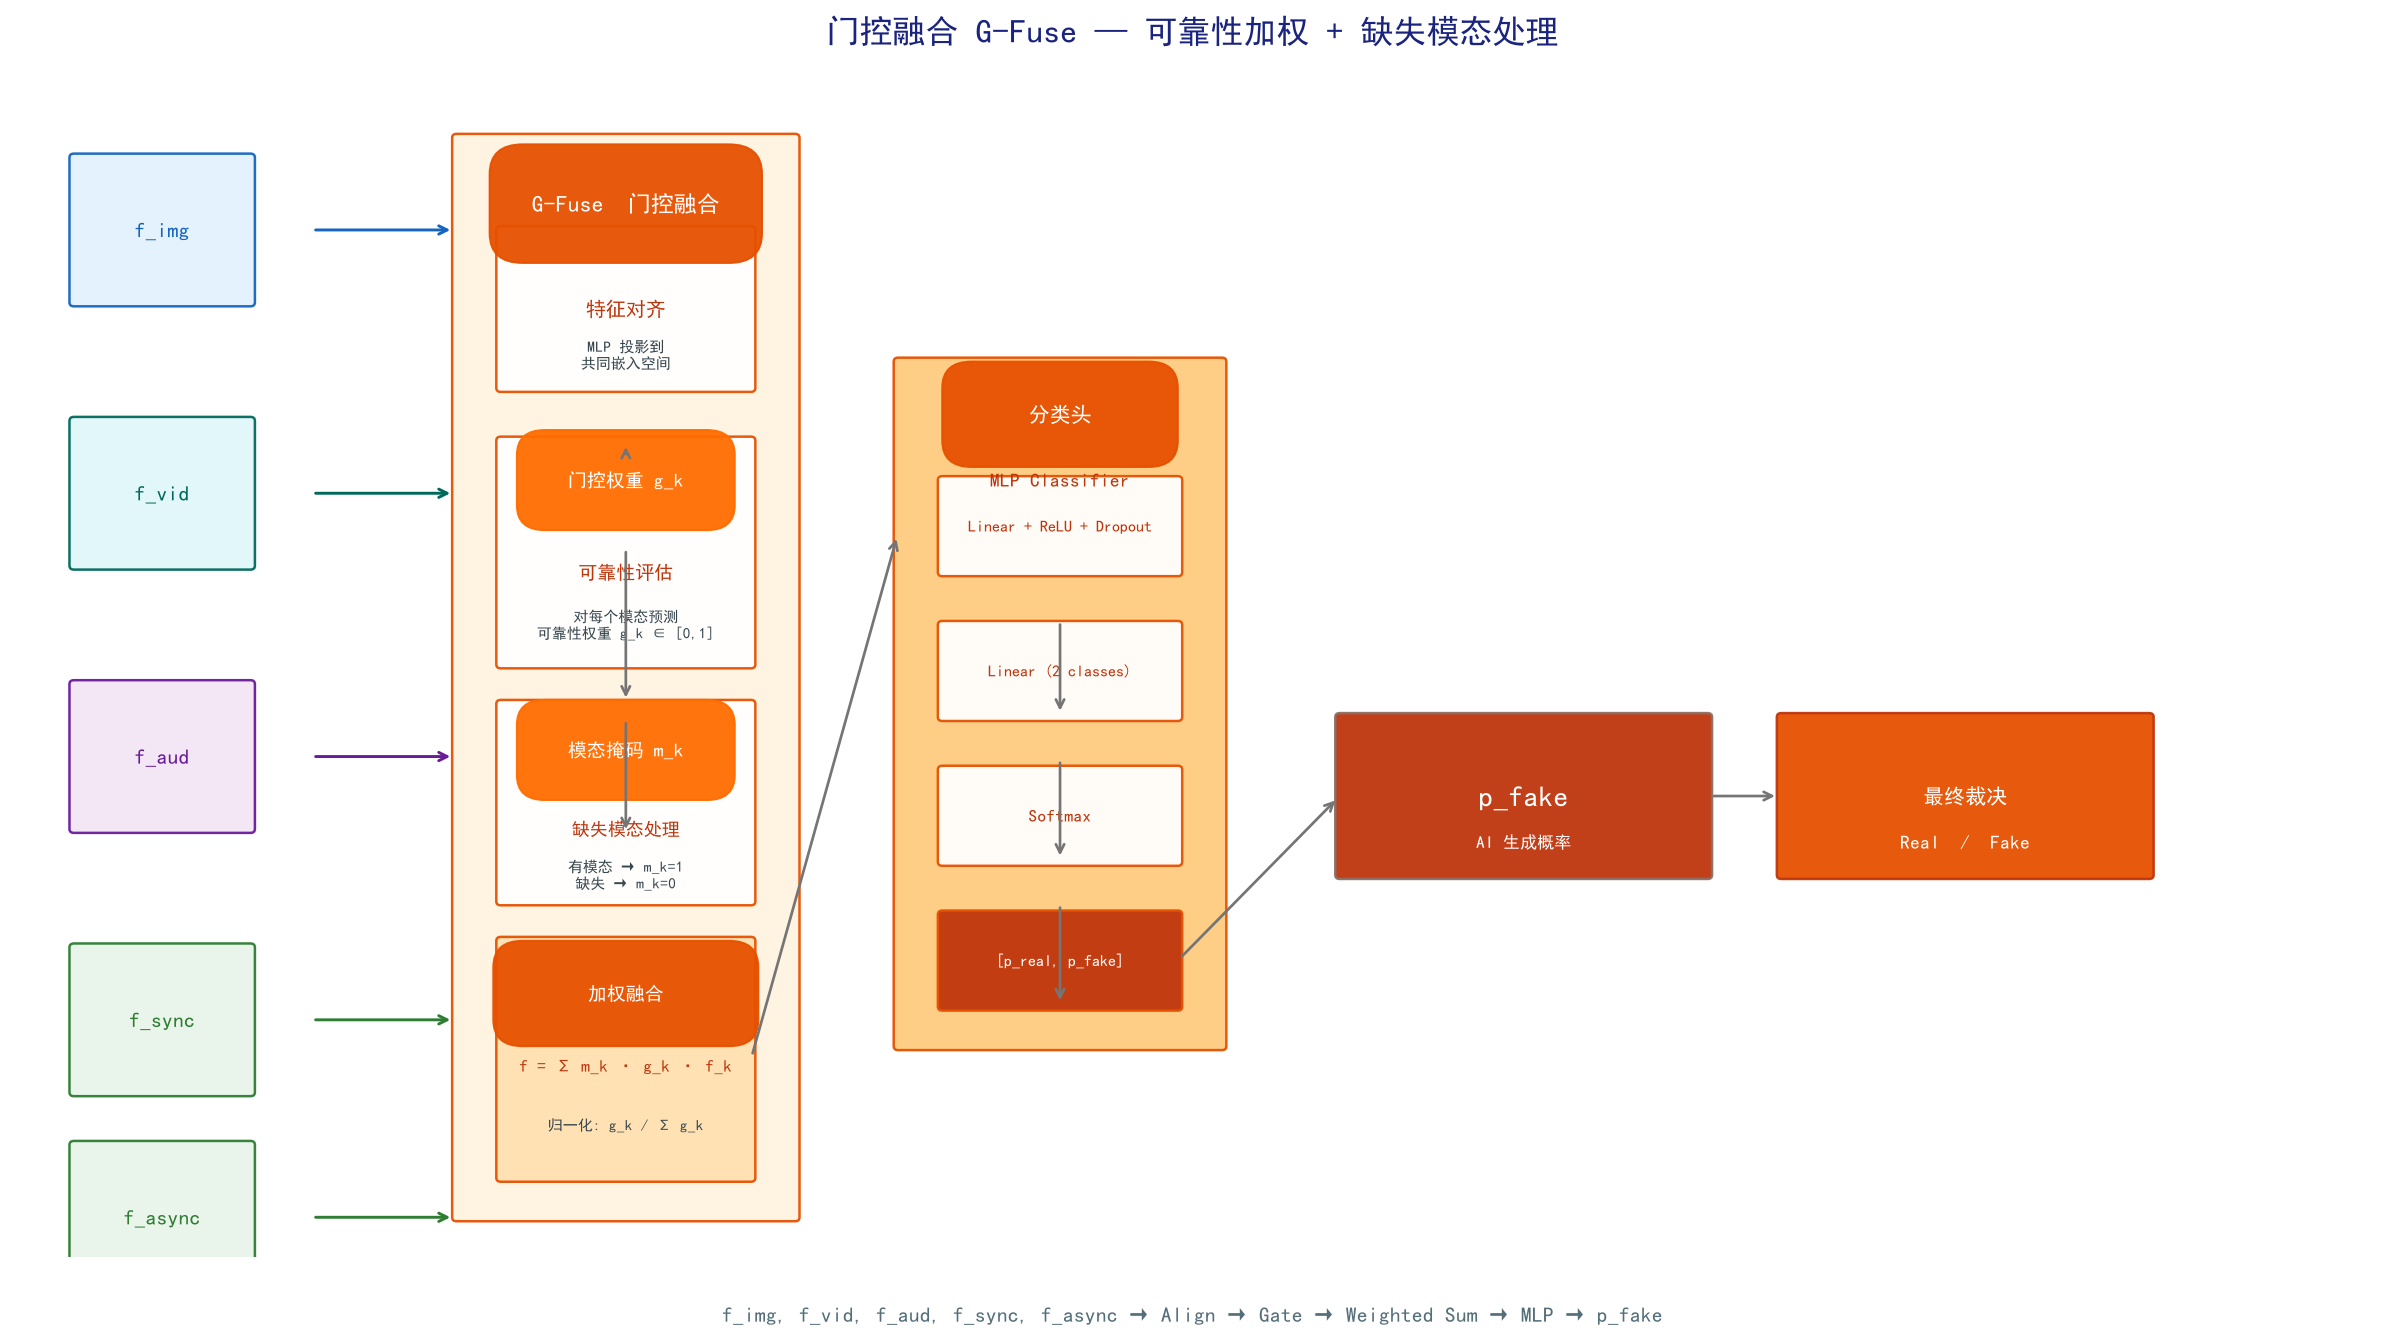 门控融合 G-Fuse — 可靠性加权 + 缺失模态处理
f_img
f_vid
f_aud
f_sync
f_async
G-Fuse 门控融合
特征对齐
MLP 投影到
共同嵌入空间
门控权重 g_k
可靠性评估
对每个模态预测
可靠性权重 g_k ∈ [0,1]
模态掩码 m_k
缺失模态处理
有模态 → m_k=1
缺失 → m_k=0
加权融合
f = Σ m_k · g_k · f_k
归一化: g_k / Σ g_k
分类头
MLP Classifier
Linear + ReLU + Dropout
Linear (2 classes)
Softmax
[p_real, p_fake]
p_fake
AI 生成概率
最终裁决
Real / Fake
f_img, f_vid, f_aud, f_sync, f_async → Align → Gate → Weighted Sum → MLP → p_fake